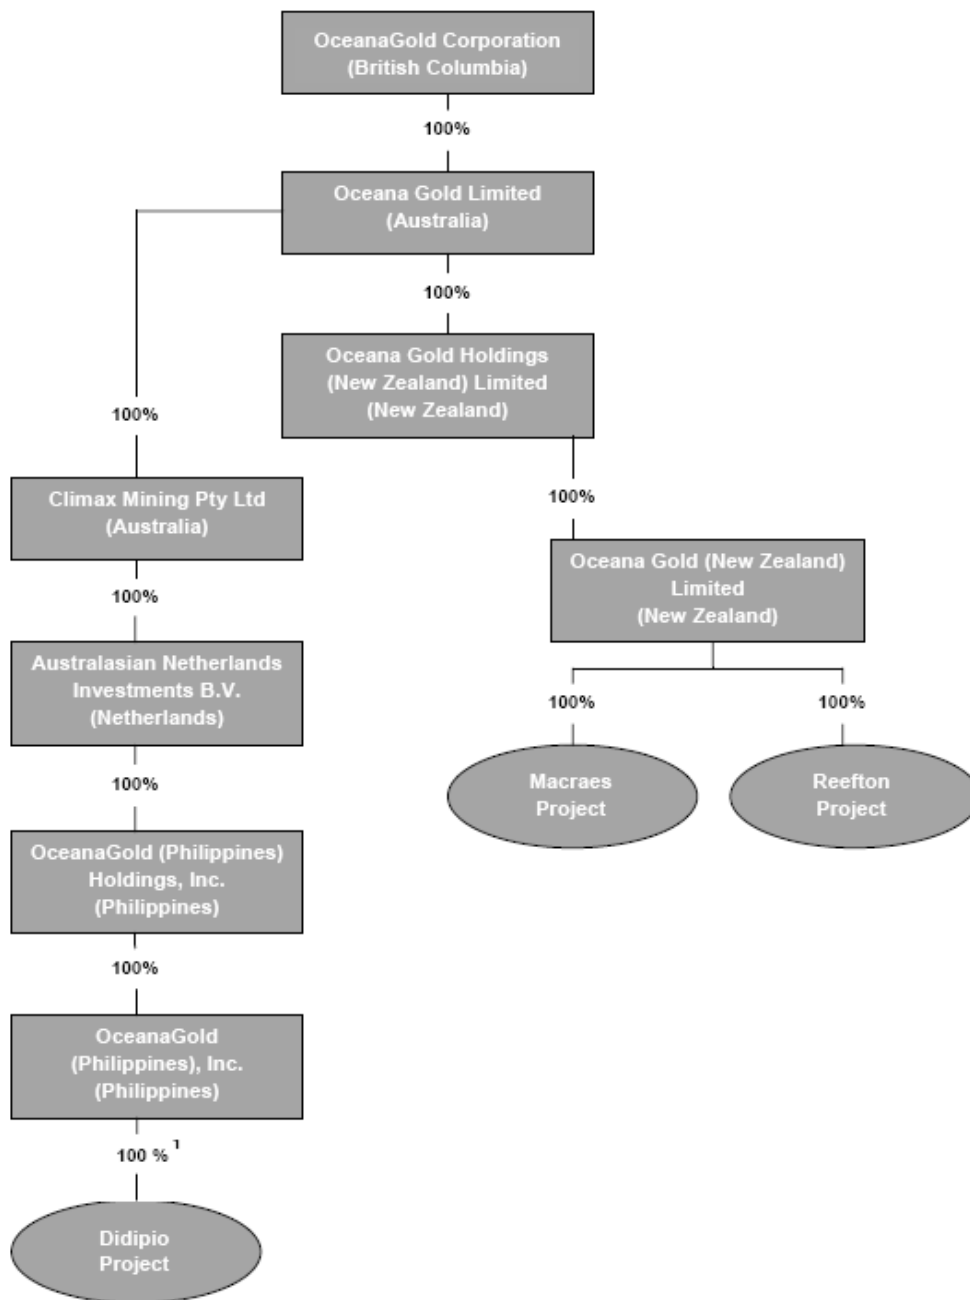 OceanaGold Corporation
(British Columbia)
100%
Oceana Gold Limited
(Australia)
100%
Oceana Gold Holdings
(New Zealand) Limited
(New Zealand)
100%
Climax Mining Pty Ltd
(Australia)
100%
Oceana Gold (New Zealand)
Limited
(New Zealand)
100%
Australasian Netherlands
Investments B.V.
(Netherlands)
100%
100%
Macraes
Project
Reefton
Project
100%
OceanaGold (Philippines)
Holdings, Inc.
(Philippines)
100%
OceanaGold
(Philippines), Inc.
(Philippines)
100 % 1
Didipio
Project